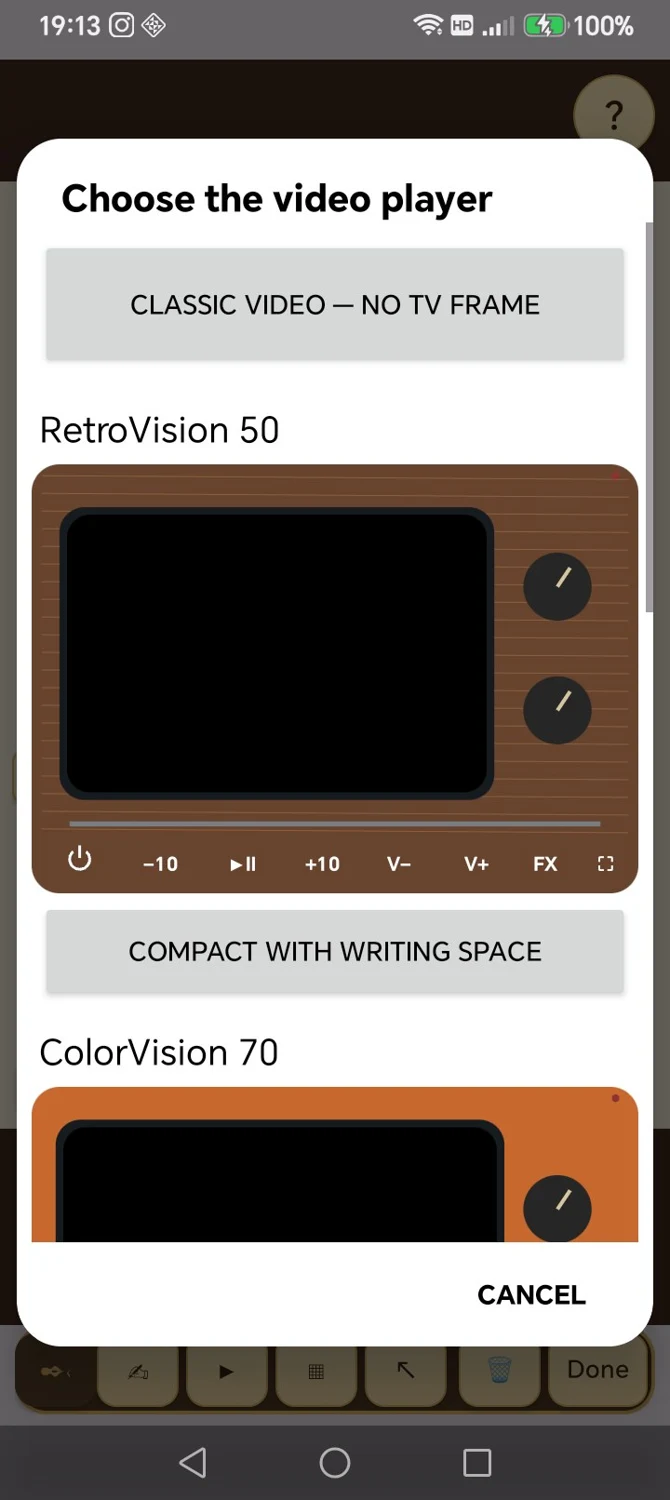 19:13
HD
100%
?
Choose the video player
CLASSIC VIDEO — NO TV FRAME
RetroVision 50
−10 ►II +10 V− V+ FX
COMPACT WITH WRITING SPACE
ColorVision 70
CANCEL
Done